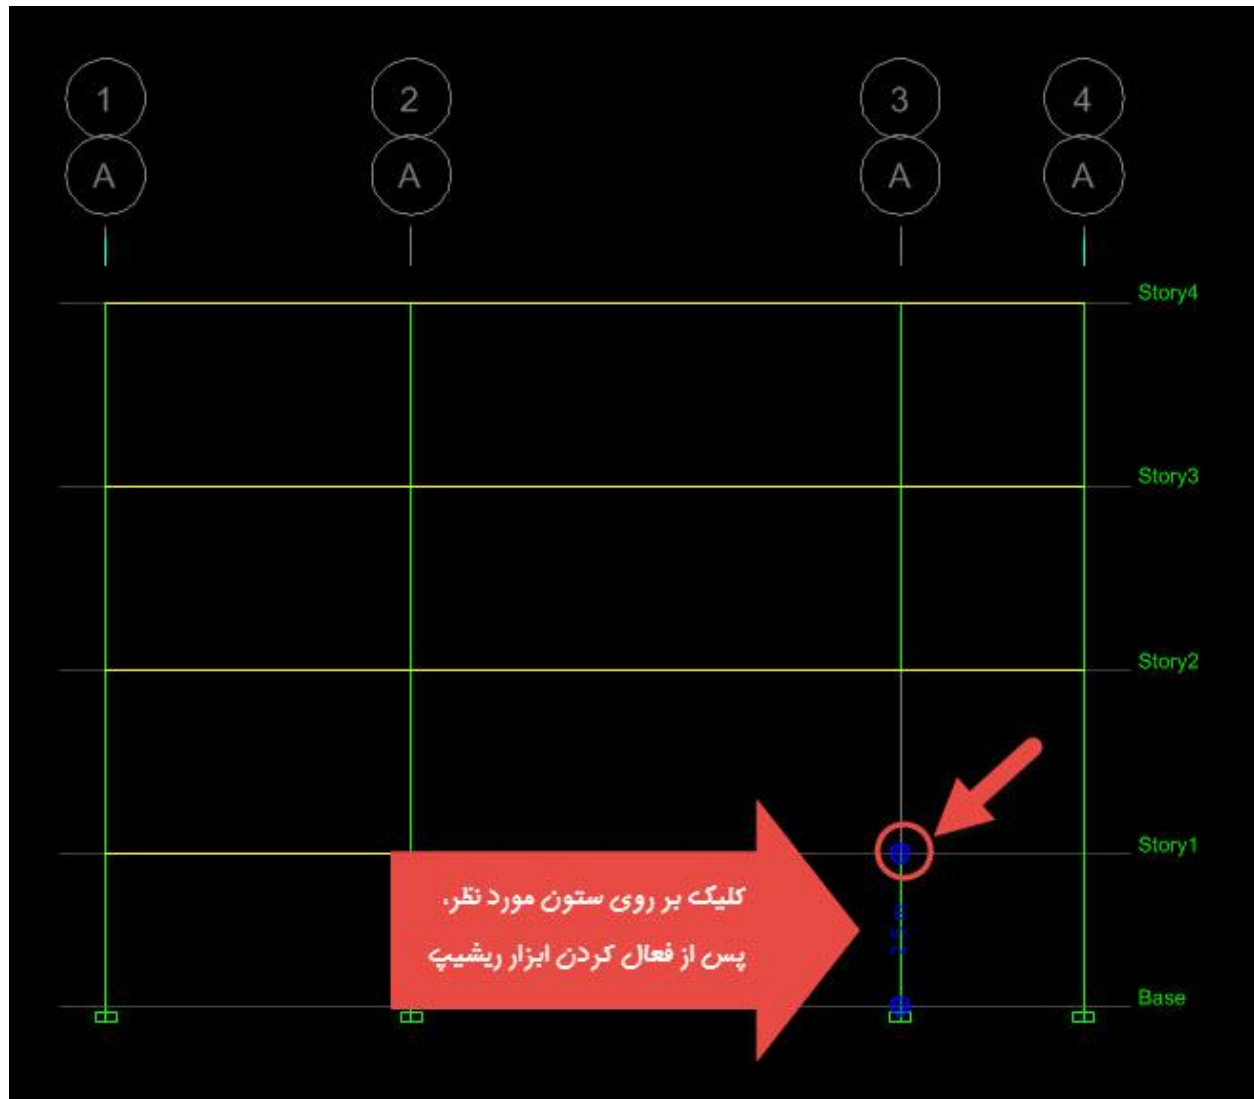 1 2 3 4
A A A A
Story4
Story3
Story2
Story1
کلیک بر روی ستون مورد نظر،
پس از فعال کردن ابزار ریشیپ
Base